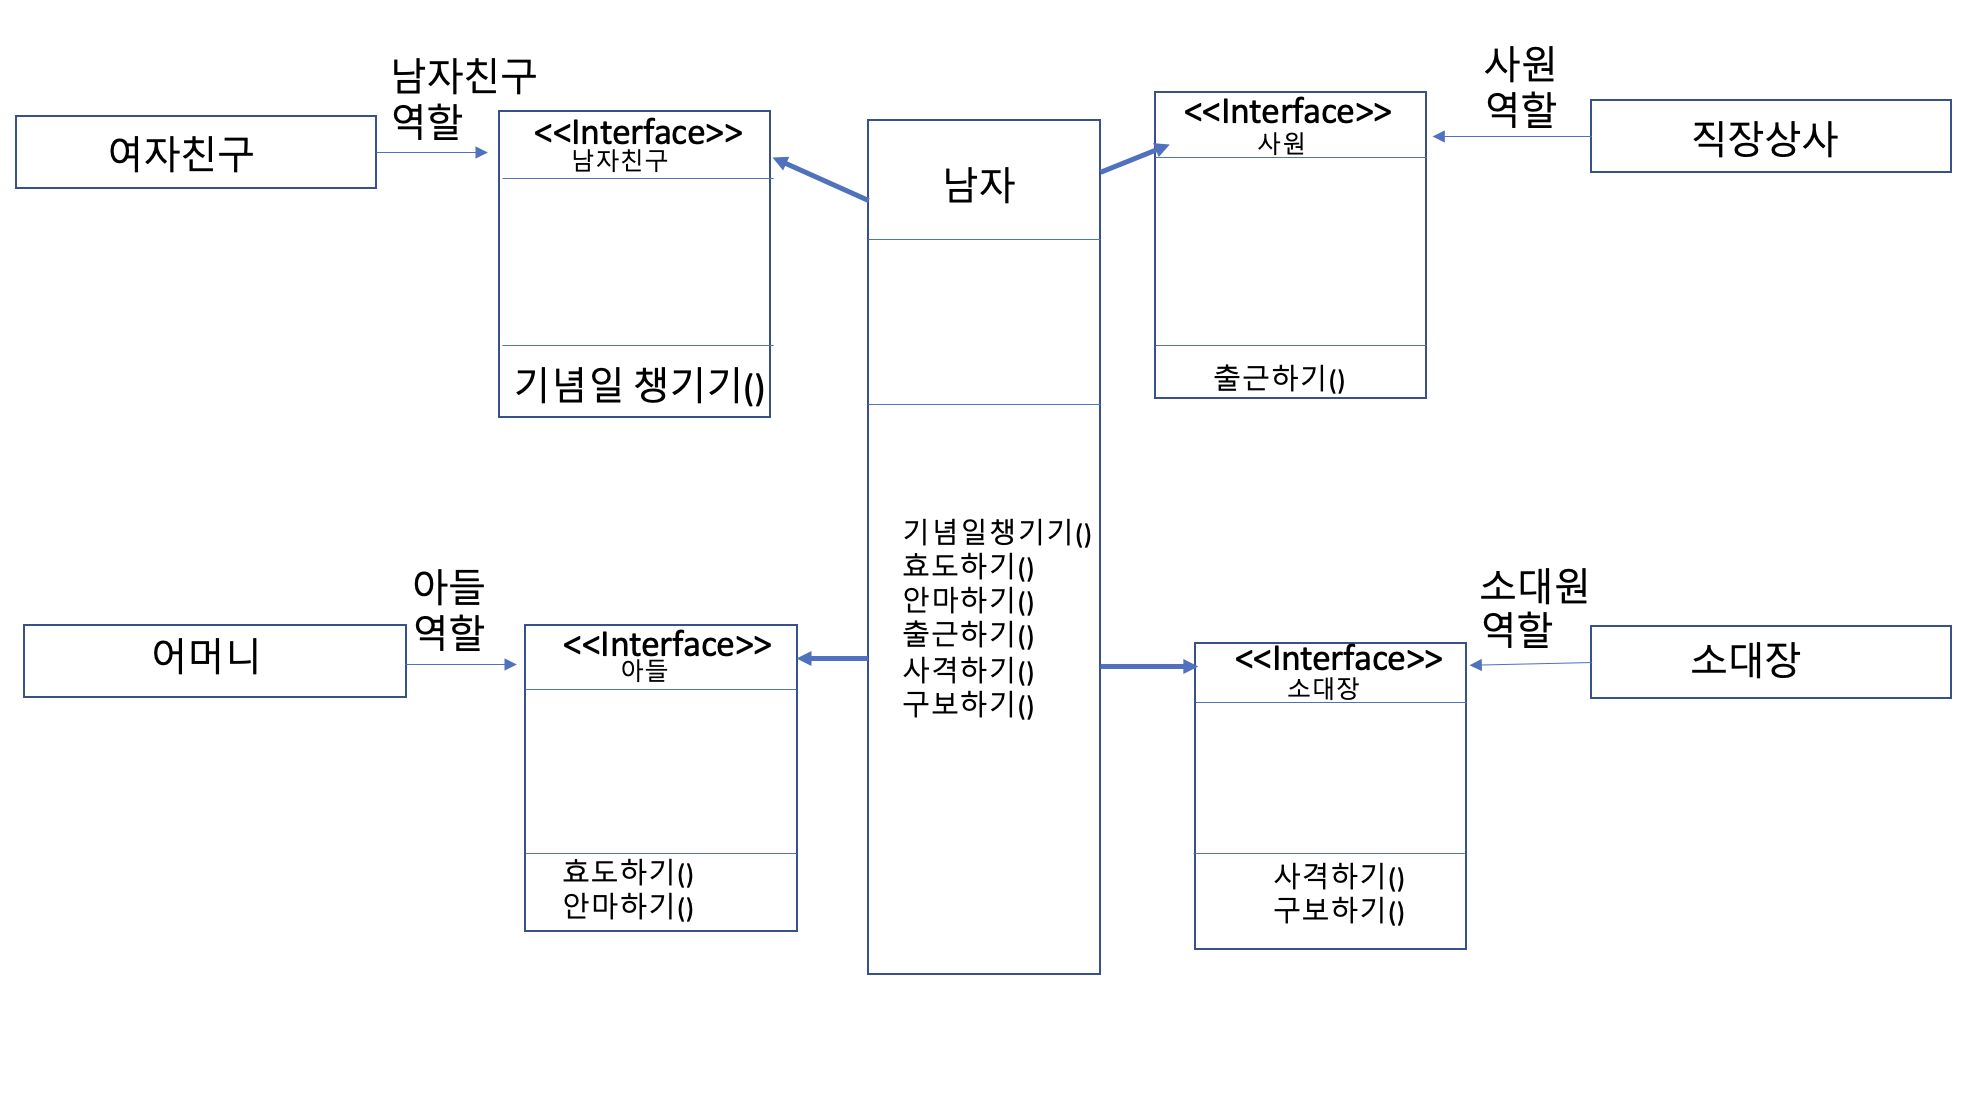 남자친구
역할
여자친구
<<Interface>>
남자친구
기념일 챙기기()
남자
기념일챙기기()
효도하기()
안마하기()
출근하기()
사격하기()
구보하기()
<<Interface>>
사원
출근하기()
사원
역할
직장상사
아들
역할
어머니
<<Interface>>
아들
효도하기()
안마하기()
<<Interface>>
소대장
사격하기()
구보하기()
소대원
역할
소대장